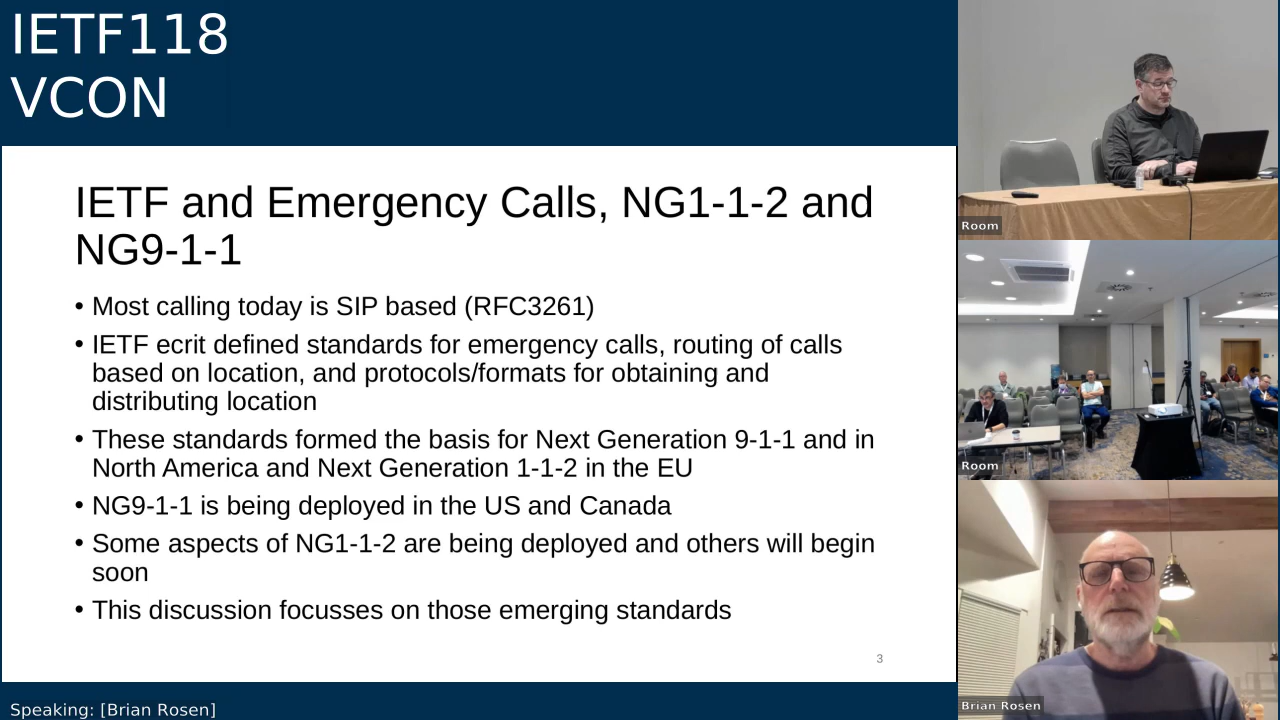 IETF118
VCON
IETF and Emergency Calls, NG1-1-2 and
NG9-1-1
• Most calling today is SIP based (RFC3261)
• IETF ecrit defined standards for emergency calls, routing of calls
based on location, and protocols/formats for obtaining and
distributing location
• These standards formed the basis for Next Generation 9-1-1 and in
North America and Next Generation 1-1-2 in the EU
• NG9-1-1 is being deployed in the US and Canada
• Some aspects of NG1-1-2 are being deployed and others will begin
soon
• This discussion focusses on those emerging standards
3
Speaking: [Brian Rosen]
Room
Room
Brian Rosen